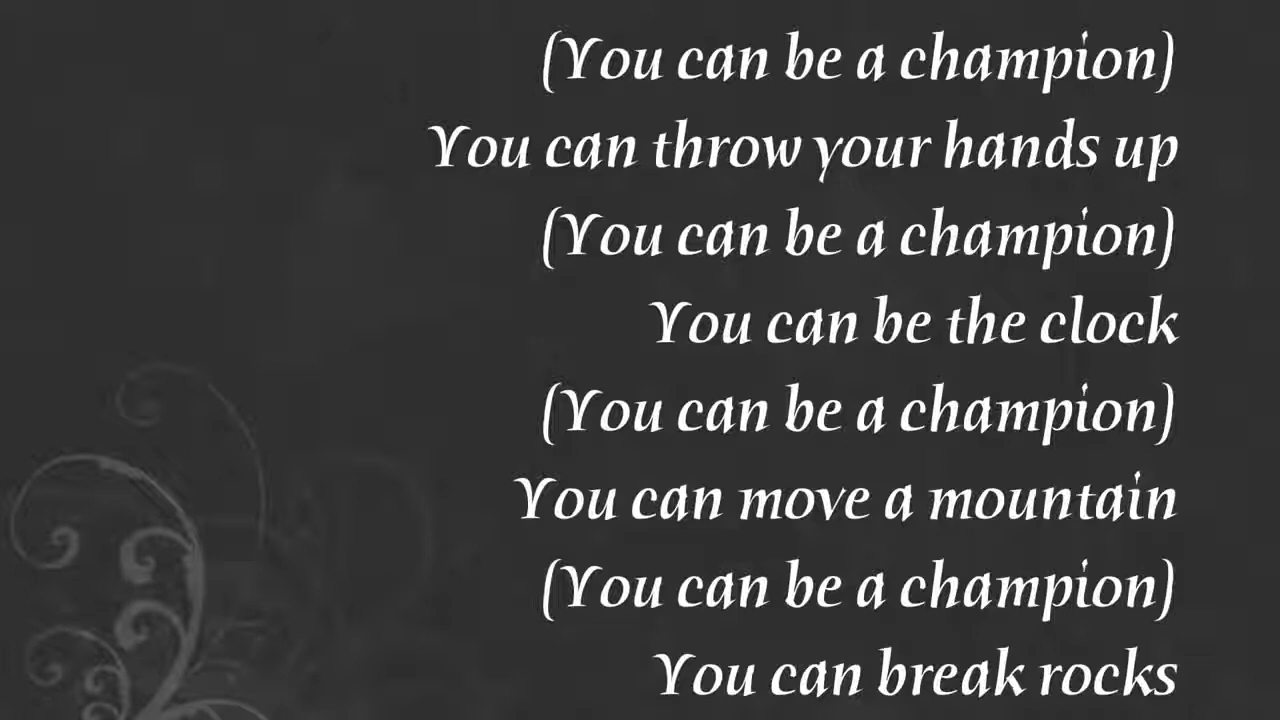 (You can be a champion)
You can throw your hands up
(You can be a champion)
You can be the clock
(You can be a champion)
You can move a mountain
(You can be a champion)
You can break rocks